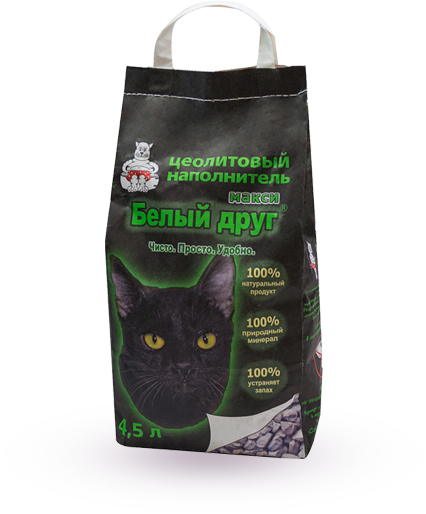 цеолитовый
наполнитель
макси
Белый друг®
Чисто. Просто. Удобно.
100%
натуральный
продукт
100%
природный
минерал
100%
устраняет
запах
4,5 л